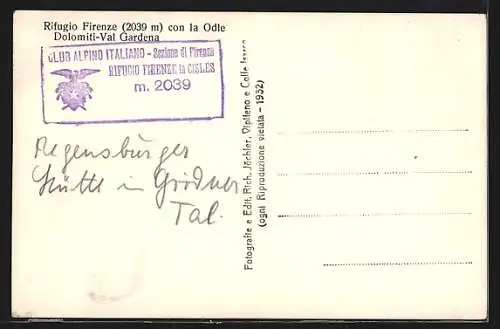 Rifugio Firenze (2039 m) con la Odle
Dolomiti-Val Gardena
CLUB ALPINO ITALIANO - Sezione di Firenze
RIFUGIO FIRENZE in CISLES
m. 2039
Regensburger
Hütte in Grödner
Tal.
Fotografie e Edit. Rich. Jöchler, Vipiteno e Colle Isarco
(ogni Riproduzione vietata - 1932)